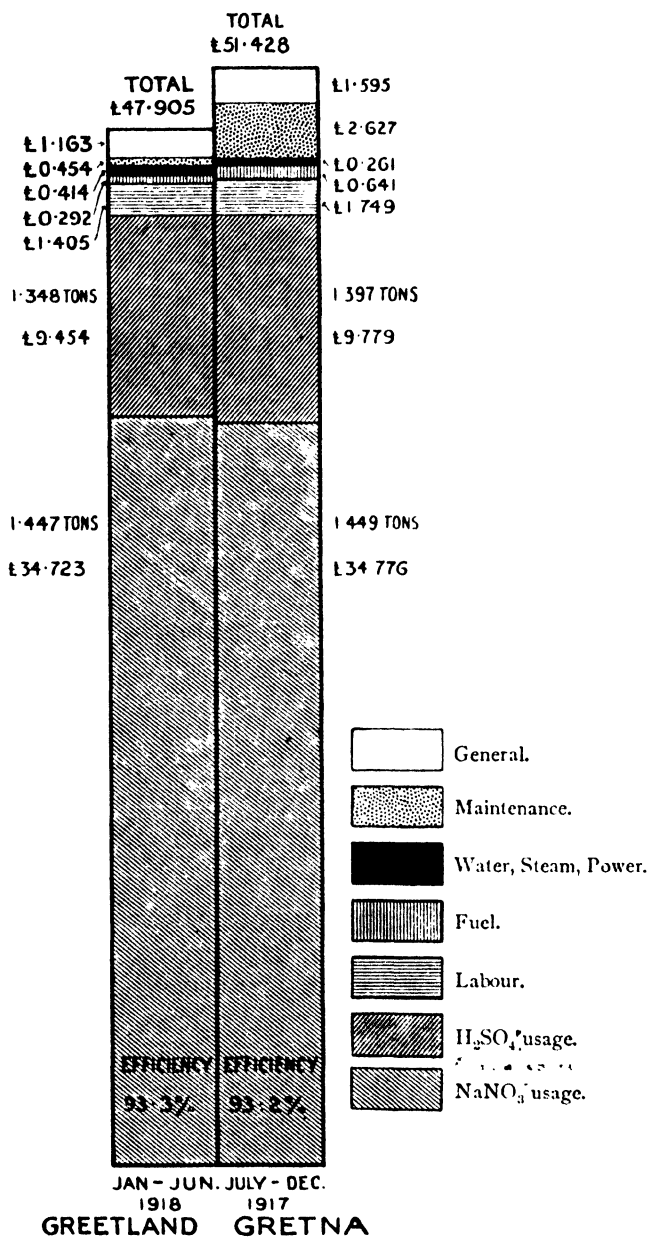 TOTAL
£51·428
TOTAL
£47·905
£1·163
£0·454
£0·414
£0·292
£1·405
1·348 TONS
£9·454
1·447 TONS
£34·723
£1·595
£2·627
£0·261
£0·641
£1 749
1 397 TONS
£9·779
1 449 TONS
£34 776
General.
Maintenance.
Water, Steam, Power.
Fuel.
Labour.
H₂SO₄ usage.
NaNO₃ usage.
EFFICIENCY
93·3%
EFFICIENCY
93·2%
JAN – JUN.
1918
GREETLAND
JULY – DEC.
1917
GRETNA